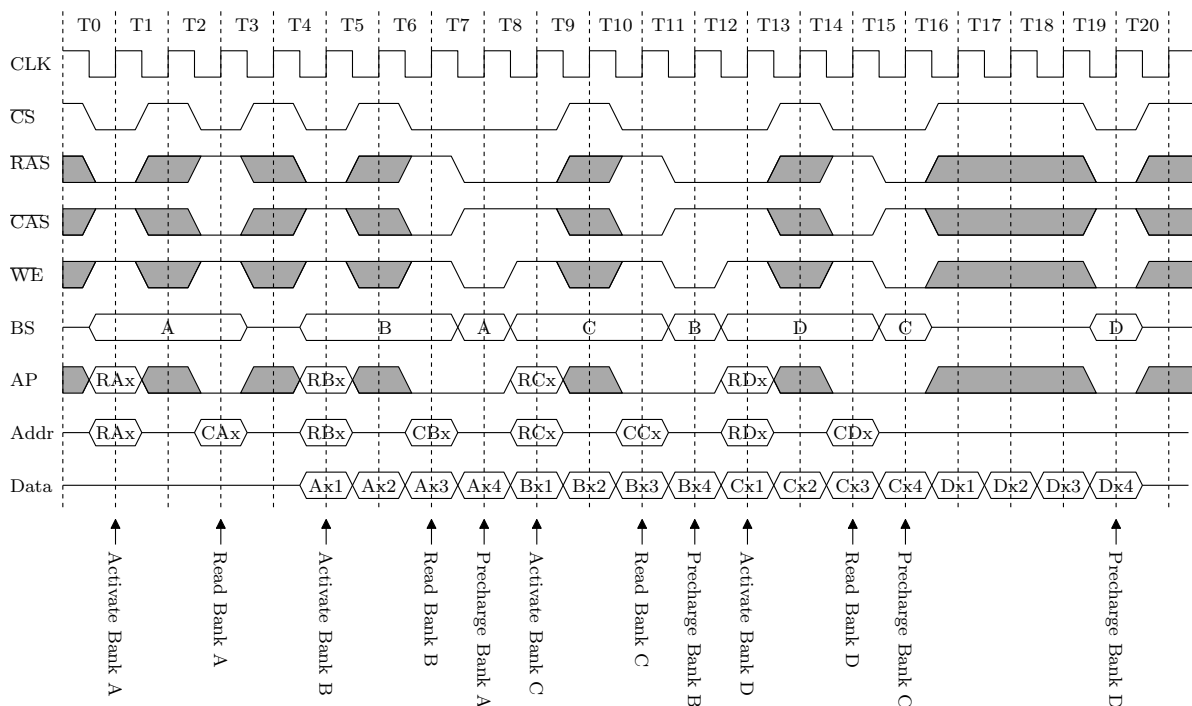 T0 T1 T2 T3 T4 T5 T6 T7 T8 T9 T10 T11 T12 T13 T14 T15 T16 T17 T18 T19 T20
CLK
CS
RAS
CAS
WE
BS A B A C B D C D
AP RAx RBx RCx RDx
Addr RAx CAx RBx CBx RCx CCx RDx CDx
Data Ax1 Ax2 Ax3 Ax4 Bx1 Bx2 Bx3 Bx4 Cx1 Cx2 Cx3 Cx4 Dx1 Dx2 Dx3 Dx4
Activate Bank A
Read Bank A
Activate Bank B
Read Bank B
Precharge Bank A
Activate Bank C
Read Bank C
Precharge Bank B
Activate Bank D
Read Bank D
Precharge Bank C
Precharge Bank D